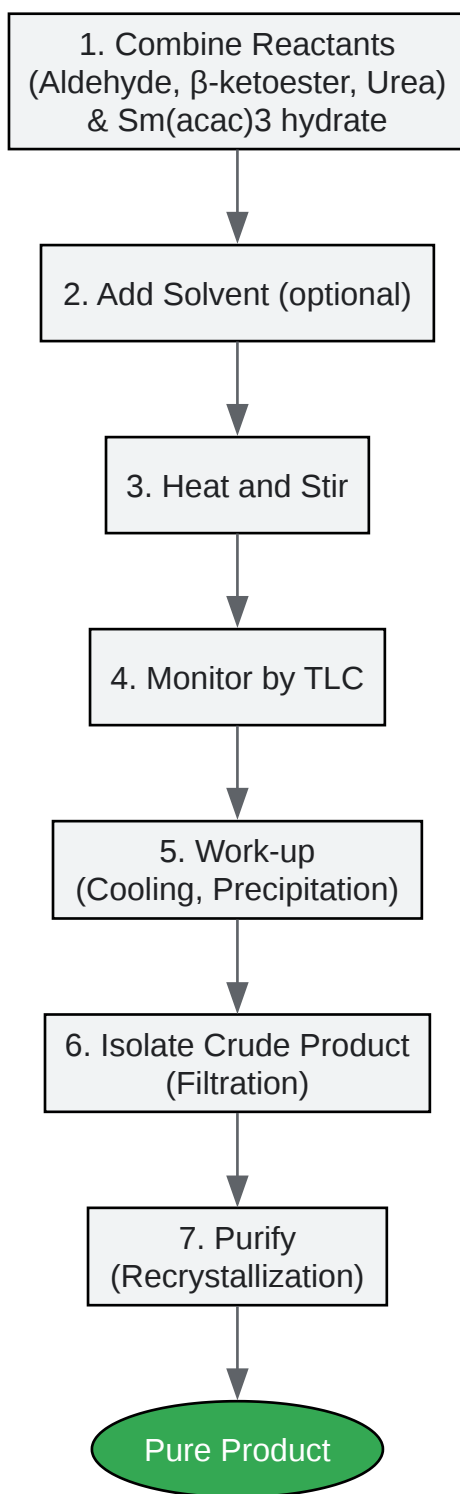 1. Combine Reactants
(Aldehyde, β-ketoester, Urea)
& Sm(acac)3 hydrate
2. Add Solvent (optional)
3. Heat and Stir
4. Monitor by TLC
5. Work-up
(Cooling, Precipitation)
6. Isolate Crude Product
(Filtration)
7. Purify
(Recrystallization)
Pure Product